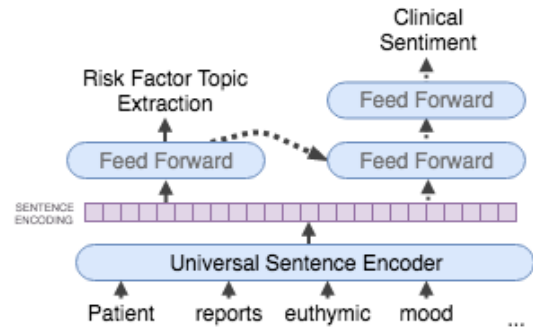 Clinical
Sentiment
Risk Factor Topic
Extraction
Feed Forward
Feed Forward
Feed Forward
SENTENCE
ENCODING
Universal Sentence Encoder
Patient reports euthymic mood ...